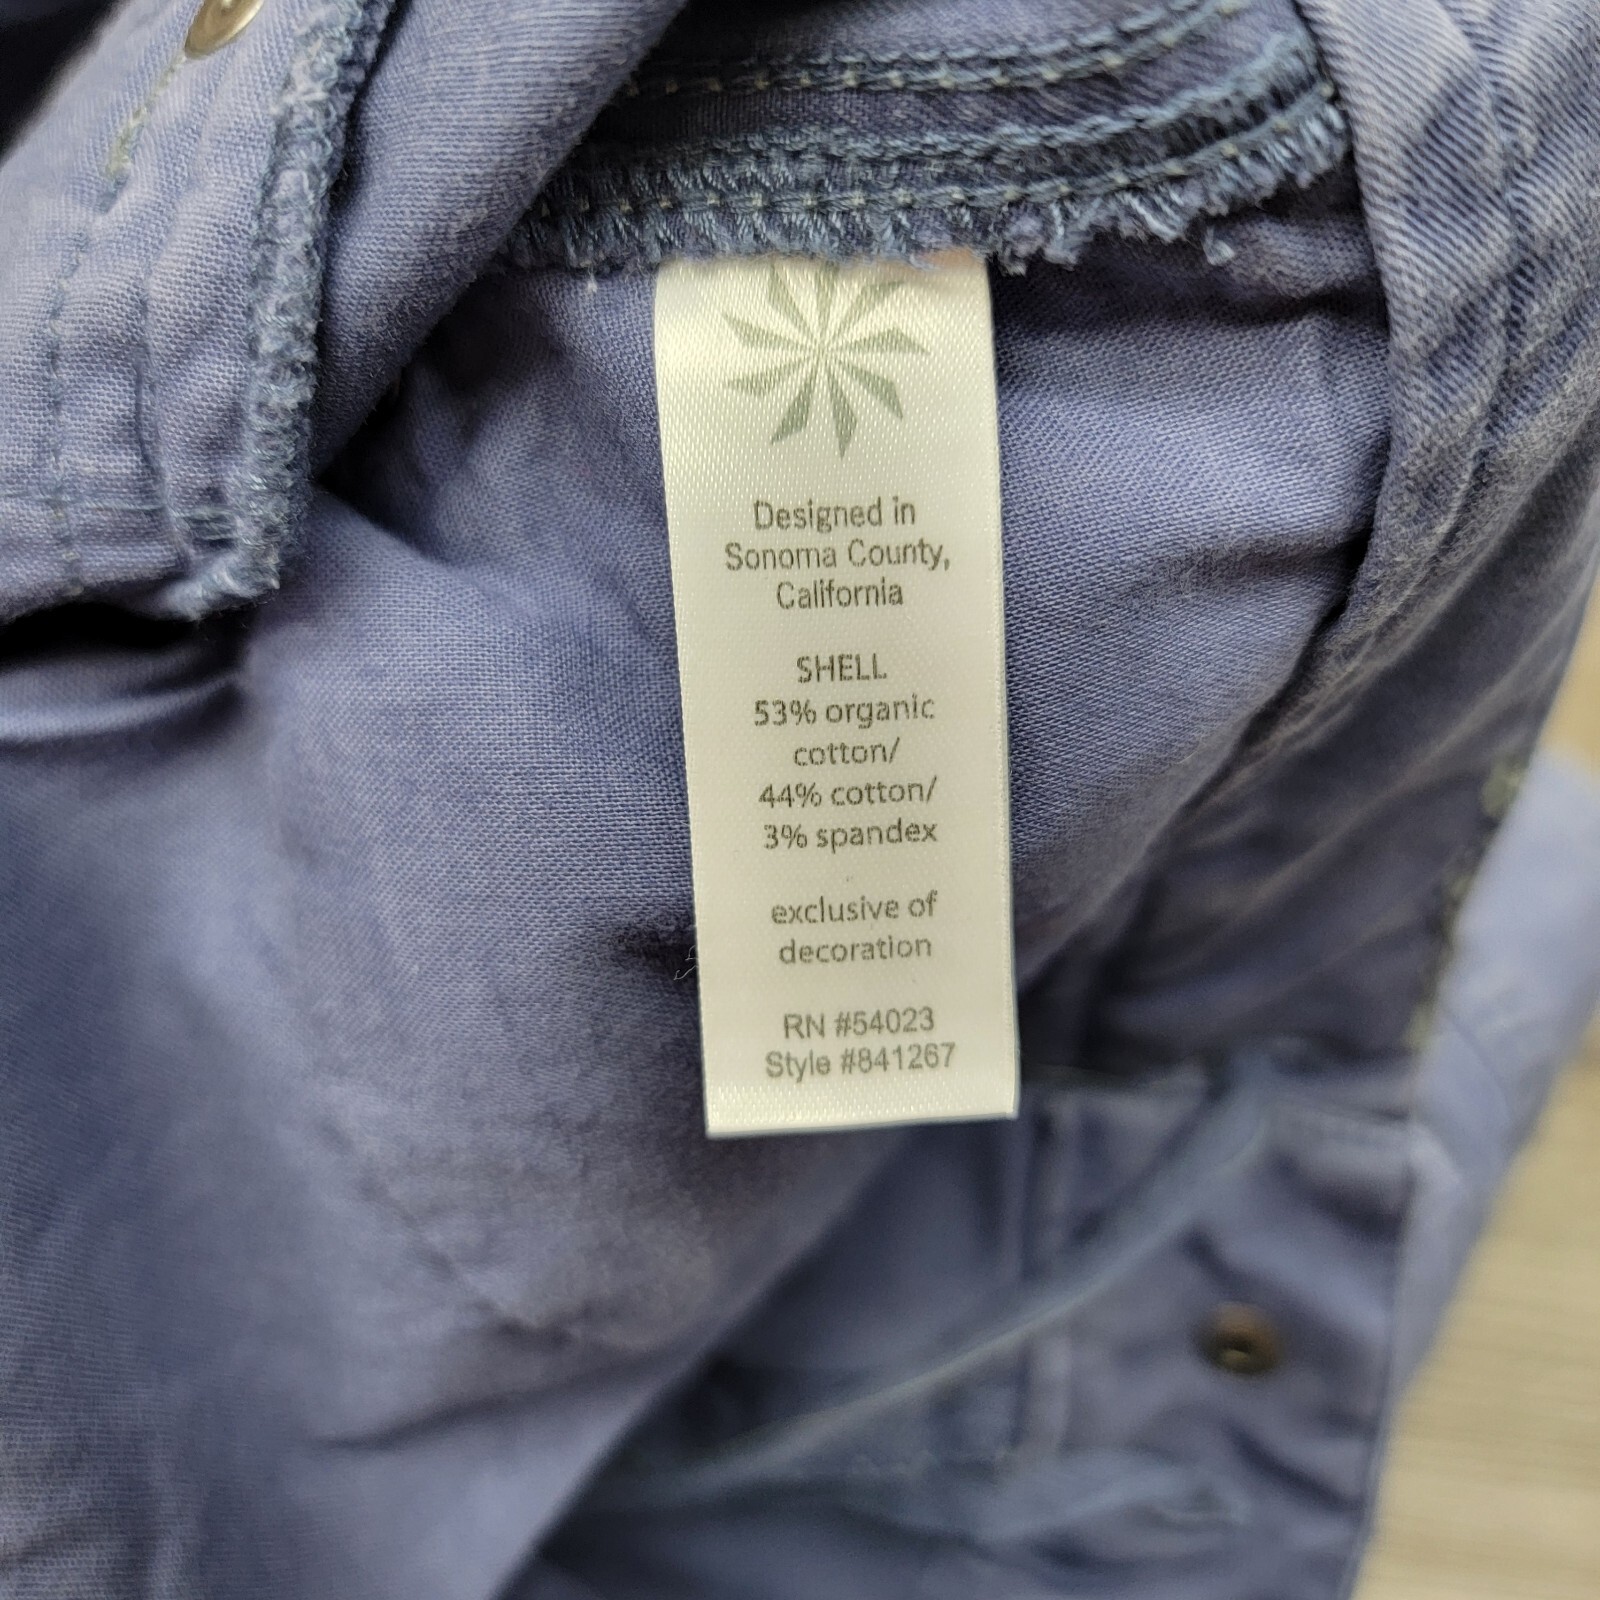 Designed in
Sonoma County,
California
SHELL
53% organic
cotton/
44% cotton/
3% spandex
exclusive of
decoration
RN #54023
Style #841267